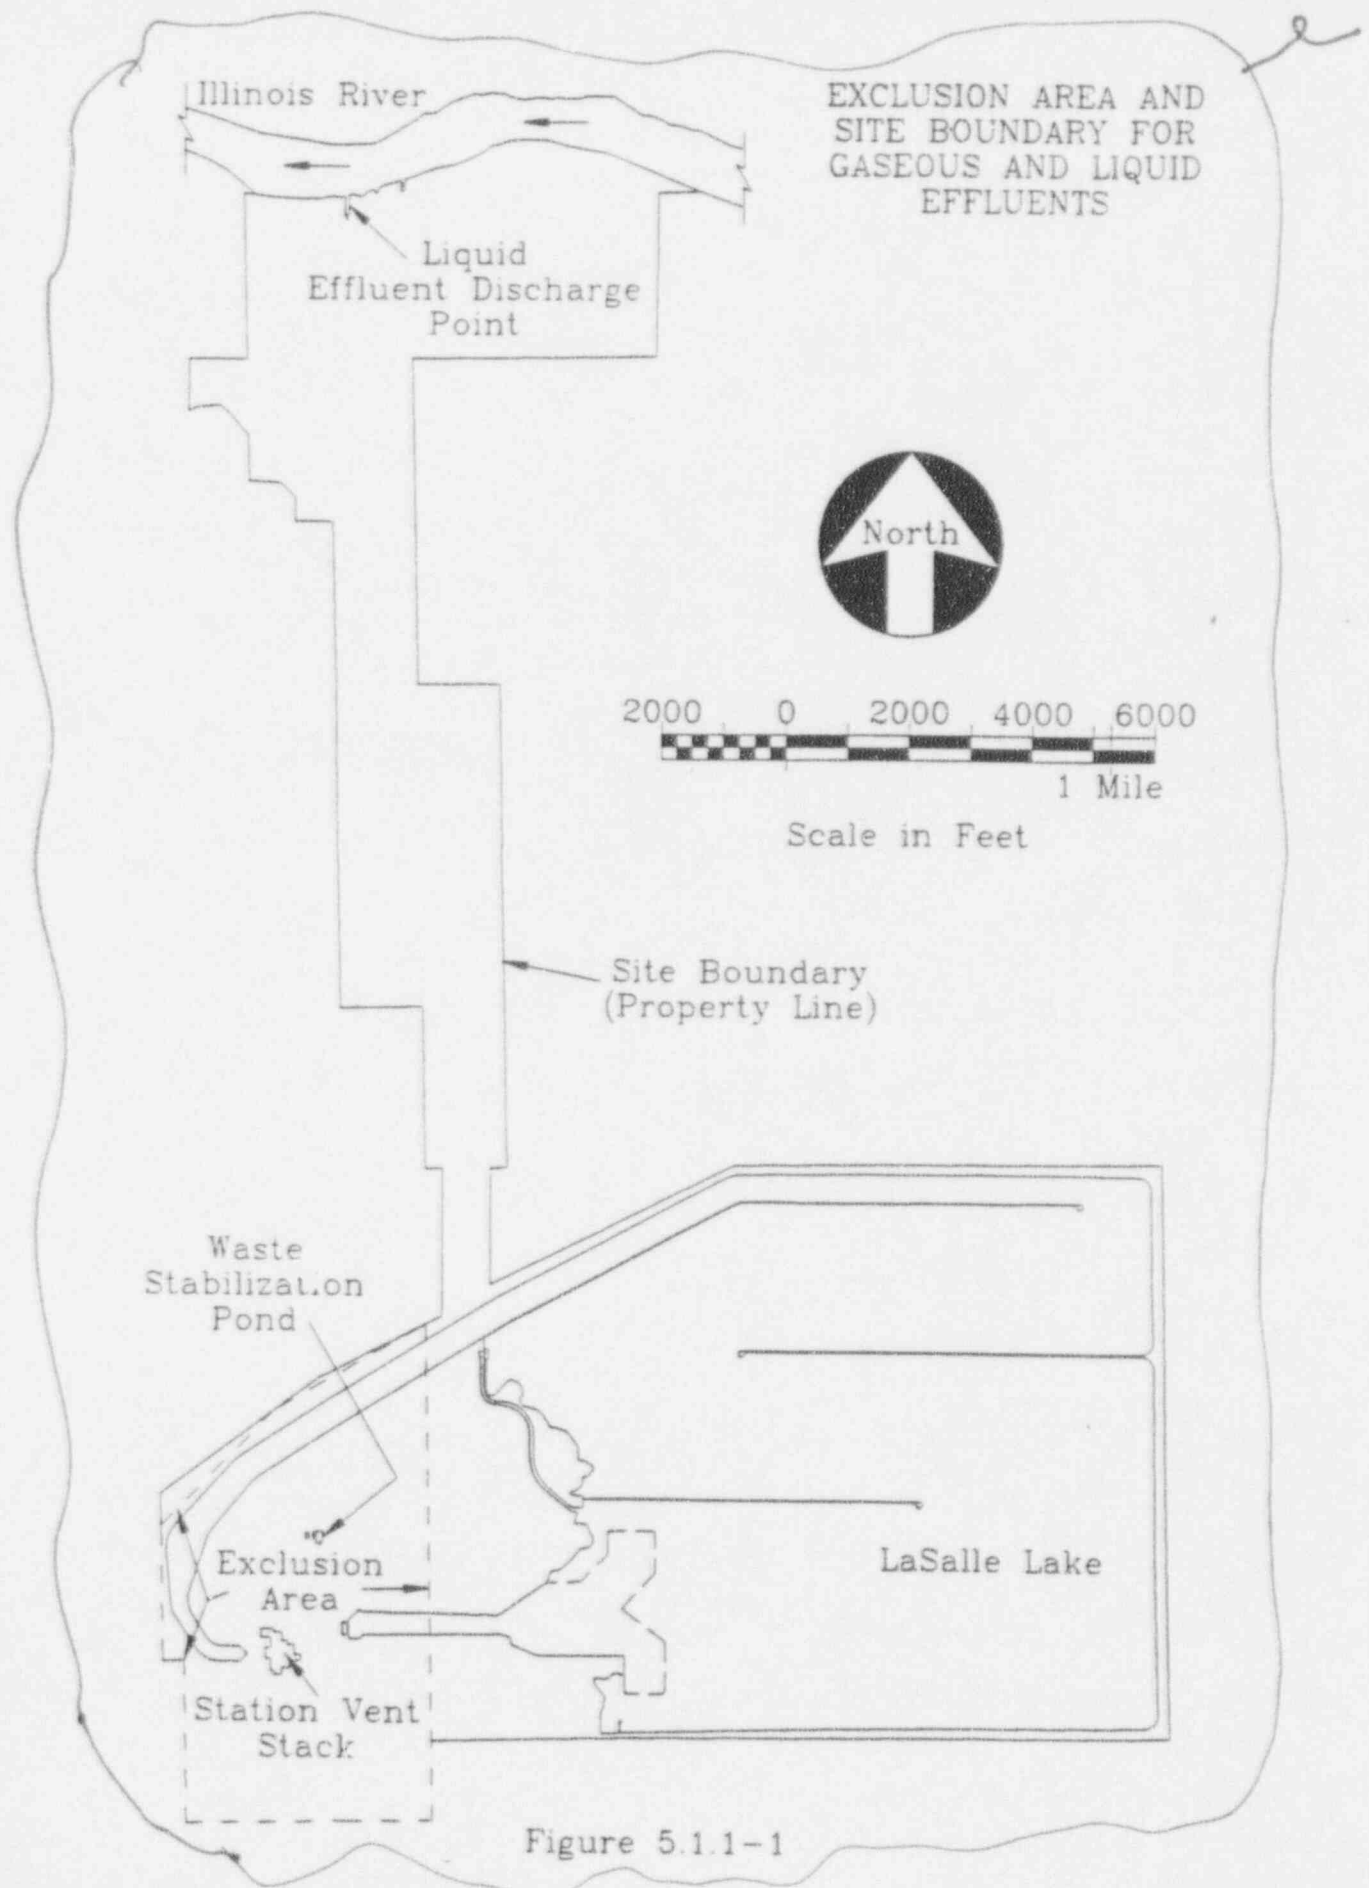 Illinois River
EXCLUSION AREA AND
SITE BOUNDARY FOR
GASEOUS AND LIQUID
EFFLUENTS
Liquid
Effluent Discharge
Point
North
2000 0 2000 4000 6000
1 Mile
Scale in Feet
Site Boundary
(Property Line)
Waste
Stabilization
Pond
Exclusion
Area
LaSalle Lake
Station Vent
Stack
Figure 5.1.1-1